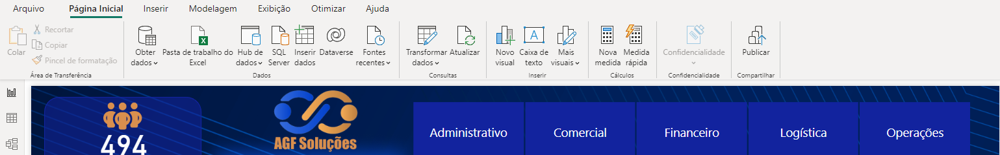 Arquivo Página Inicial Inserir Modelagem Exibição Otimizar Ajuda
Colar
Recortar
Copiar
Pincel de formatação
Área de Transferência
Obter
dados
Pasta de trabalho do
Excel
Hub de
dados
SQL
Server
Inserir
dados
Dataverse
Fontes
recentes
Dados
Transformar
dados
Atualizar
Consultas
Novo
visual
Caixa de
texto
Mais
visuais
Inserir
Nova
medida
Medida
rápida
Cálculos
Confidencialidade
Confidencialidade
Publicar
Compartilhar
494
AGF Soluções
Administrativo Comercial Financeiro Logística Operações